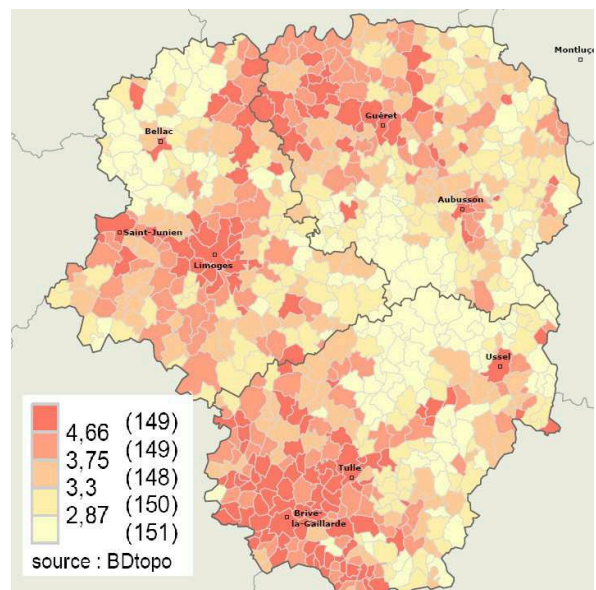 Montluço
Guéret
Bellac
Aubusson
Saint-Junien
Limoges
Ussel
Tulle
Brive-
la-Gaillarde
4,66 (149)
3,75 (149)
3,3 (148)
2,87 (150)
(151)
source : BDtopo